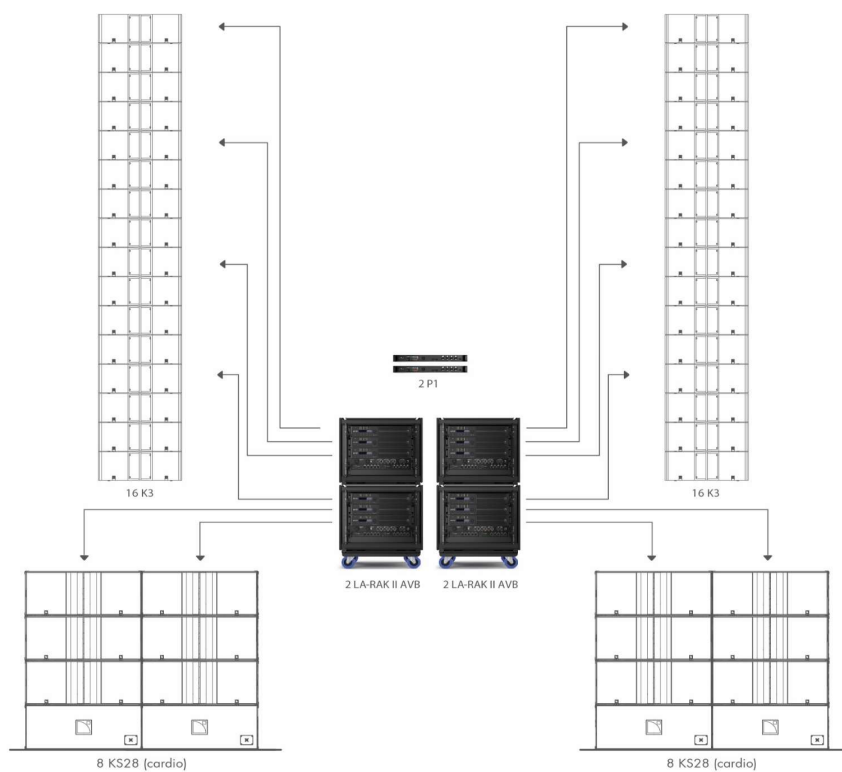 2 P1
16 K3
16 K3
2 LA-RAK II AVB
2 LA-RAK II AVB
8 KS28 (cardio)
8 KS28 (cardio)